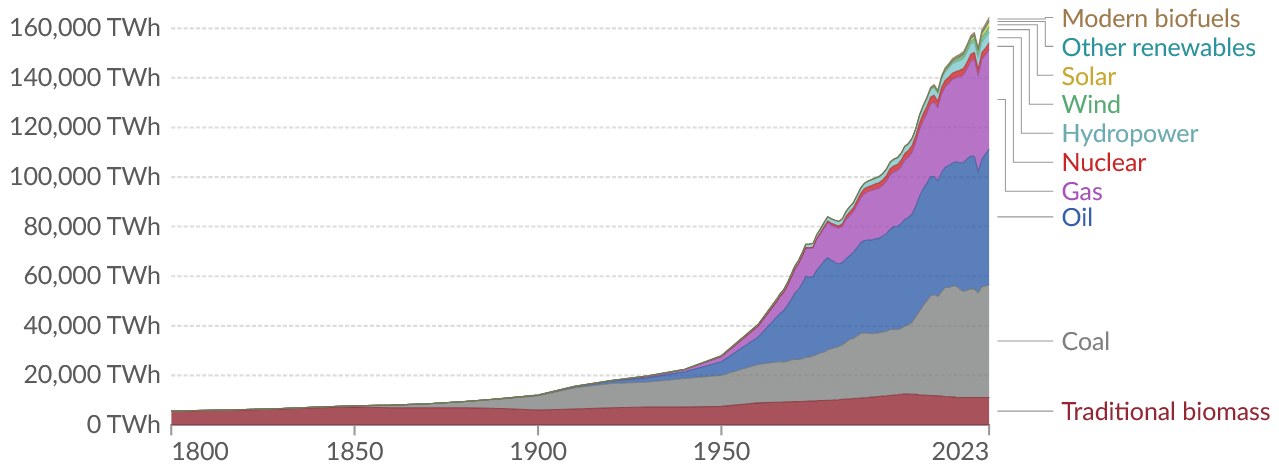 160,000 TWh
140,000 TWh
120,000 TWh
100,000 TWh
80,000 TWh
60,000 TWh
40,000 TWh
20,000 TWh
0 TWh
1800
1850
1900
1950
2023
Modern biofuels
Other renewables
Solar
Wind
Hydropower
Nuclear
Gas
Oil
Coal
Traditional biomass